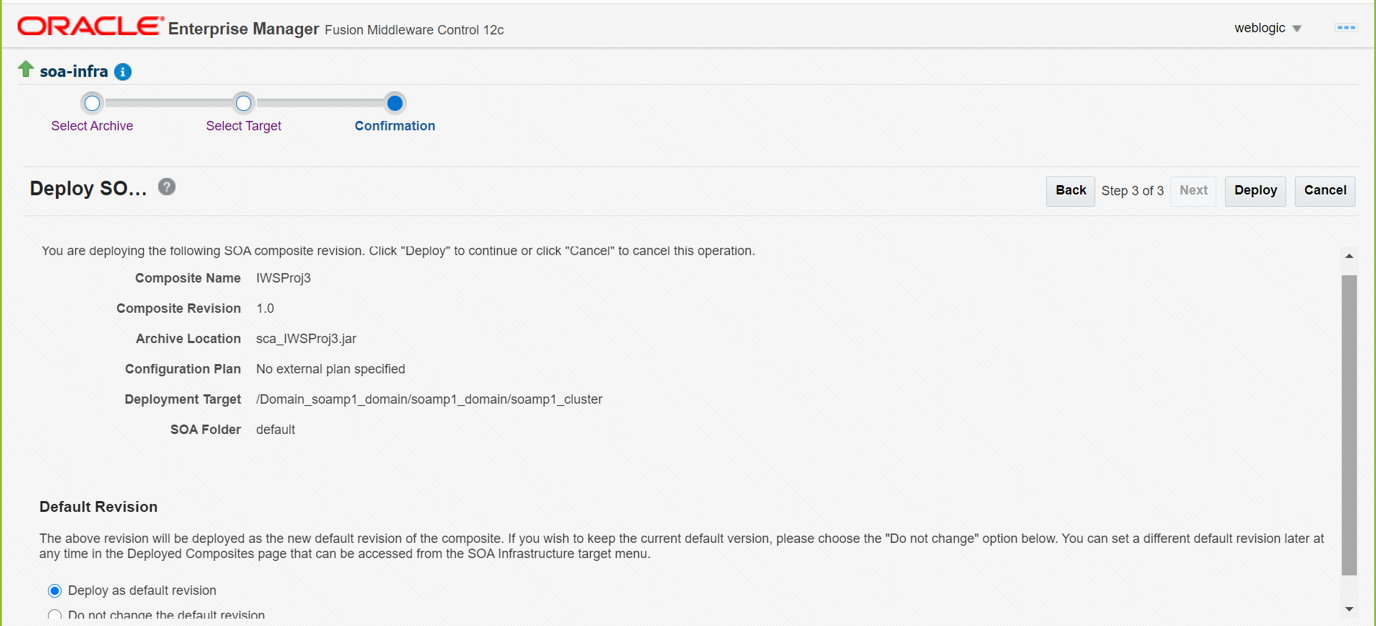 ORACLE Enterprise Manager Fusion Middleware Control 12c weblogic
soa-infra
Select Archive Select Target Confirmation
Deploy SO... Back Step 3 of 3 Next Deploy Cancel
You are deploying the following SOA composite revision. Click "Deploy" to continue or click "Cancel" to cancel this operation.
Composite Name IWSProj3
Composite Revision 1.0
Archive Location sca_IWSProj3.jar
Configuration Plan No external plan specified
Deployment Target /Domain_soamp1_domain/soamp1_domain/soamp1_cluster
SOA Folder default
Default Revision
The above revision will be deployed as the new default revision of the composite. If you wish to keep the current default version, please choose the "Do not change" option below. You can set a different default revision later at
any time in the Deployed Composites page that can be accessed from the SOA Infrastructure target menu.
Deploy as default revision
Do not change the default revision